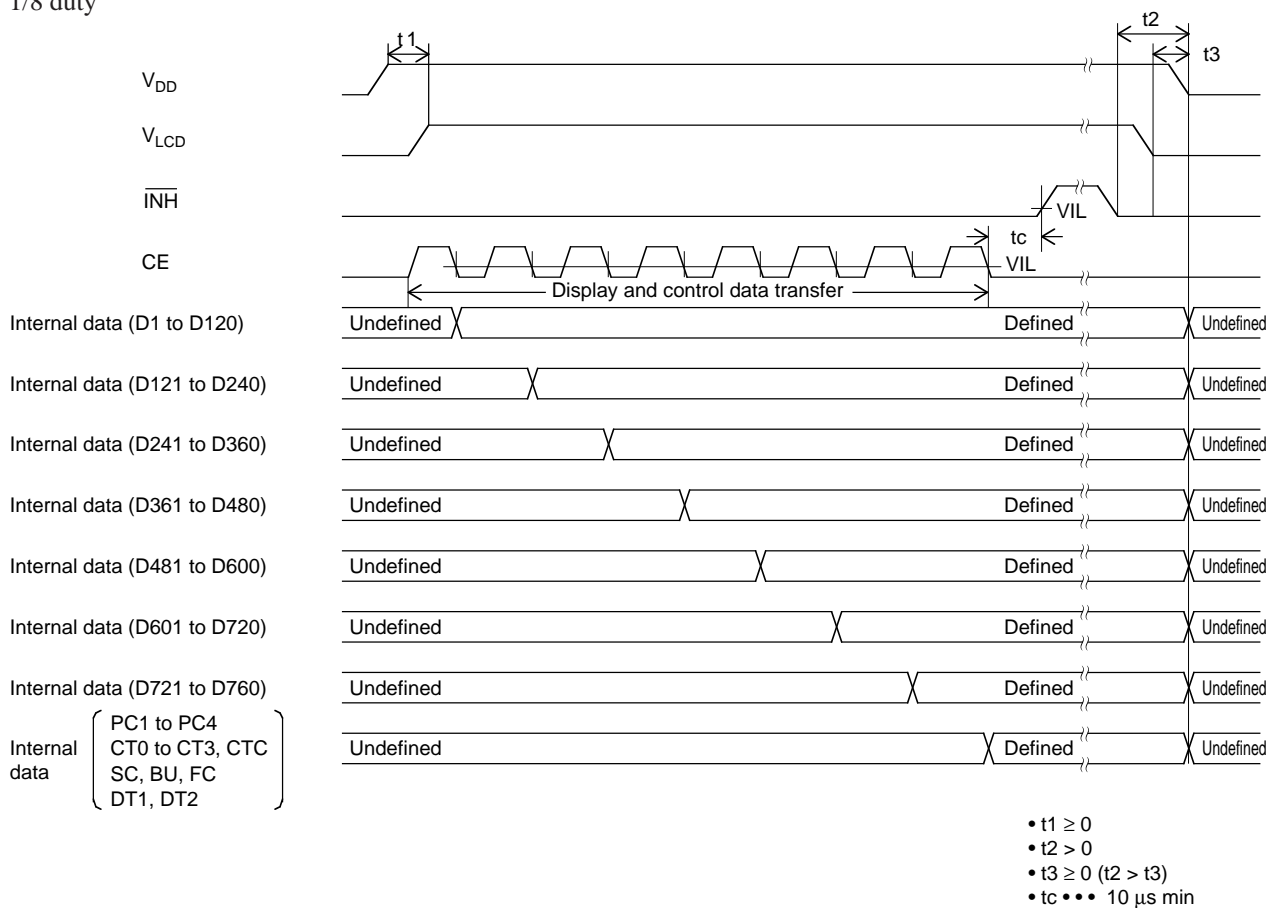 1/8 duty
t2
t1
t3
VDD
VLCD
INH
VIL
tc
CE
VIL
Display and control data transfer
Internal data (D1 to D120) Undefined Defined Undefined
Internal data (D121 to D240) Undefined Defined Undefined
Internal data (D241 to D360) Undefined Defined Undefined
Internal data (D361 to D480) Undefined Defined Undefined
Internal data (D481 to D600) Undefined Defined Undefined
Internal data (D601 to D720) Undefined Defined Undefined
Internal data (D721 to D760) Undefined Defined Undefined
Internal data
PC1 to PC4
CT0 to CT3, CTC
SC, BU, FC
DT1, DT2
Undefined Defined Undefined
• t1 ≥ 0
• t2 > 0
• t3 ≥ 0 (t2 > t3)
• tc ••• 10 μs min